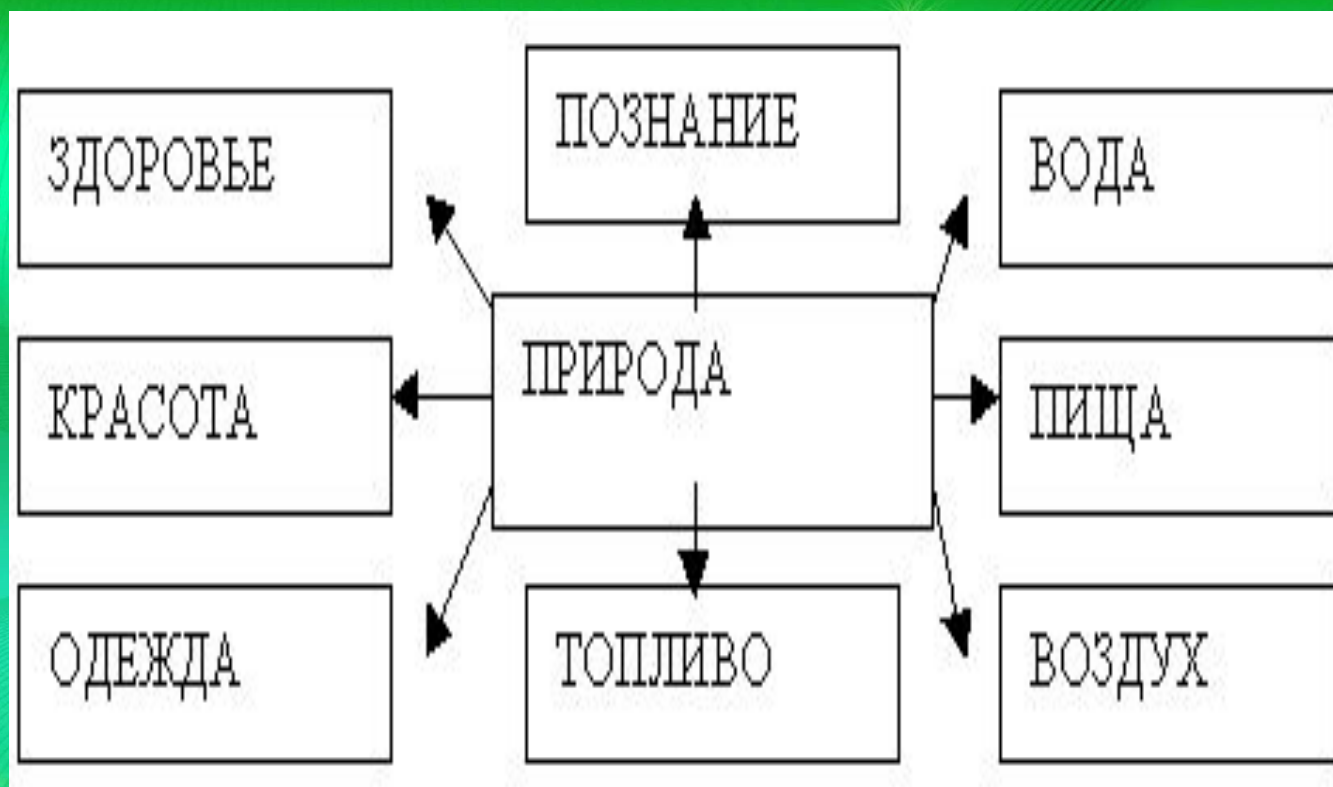 ПОЗНАНИЕ
ЗДОРОВЬЕ
ВОДА
ПРИРОДА
КРАСОТА
ПИЩА
ОДЕЖДА
ТОПЛИВО
ВОЗДУХ